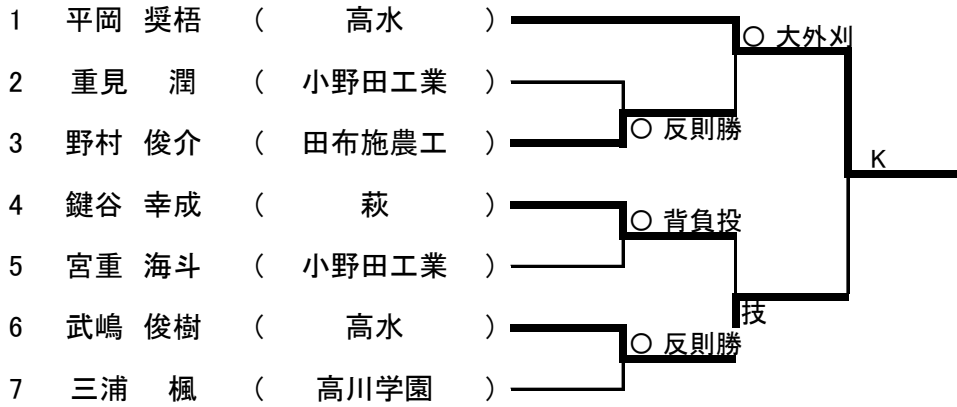 1 平岡 奨梧 ( 高水 )
○ 大外刈
2 重見 潤 ( 小野田工業 )
○ 反則勝
3 野村 俊介 ( 田布施農工 )
K
4 鍵谷 幸成 ( 萩 )
○ 背負投
5 宮重 海斗 ( 小野田工業 )
技
6 武嶋 俊樹 ( 高水 )
○ 反則勝
7 三浦 楓 ( 高川学園 )